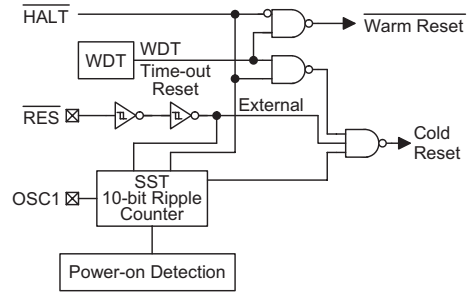 HALT
Warm Reset
WDT
WDT
Time-out
Reset
RES
External
Cold
Reset
OSC1
SST
10-bit Ripple
Counter
Power-on Detection